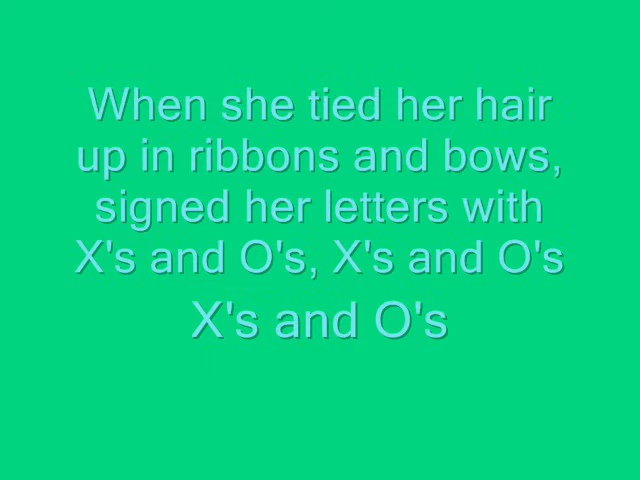 When she tied her hair
up in ribbons and bows,
signed her letters with
X's and O's, X's and O's
X's and O's